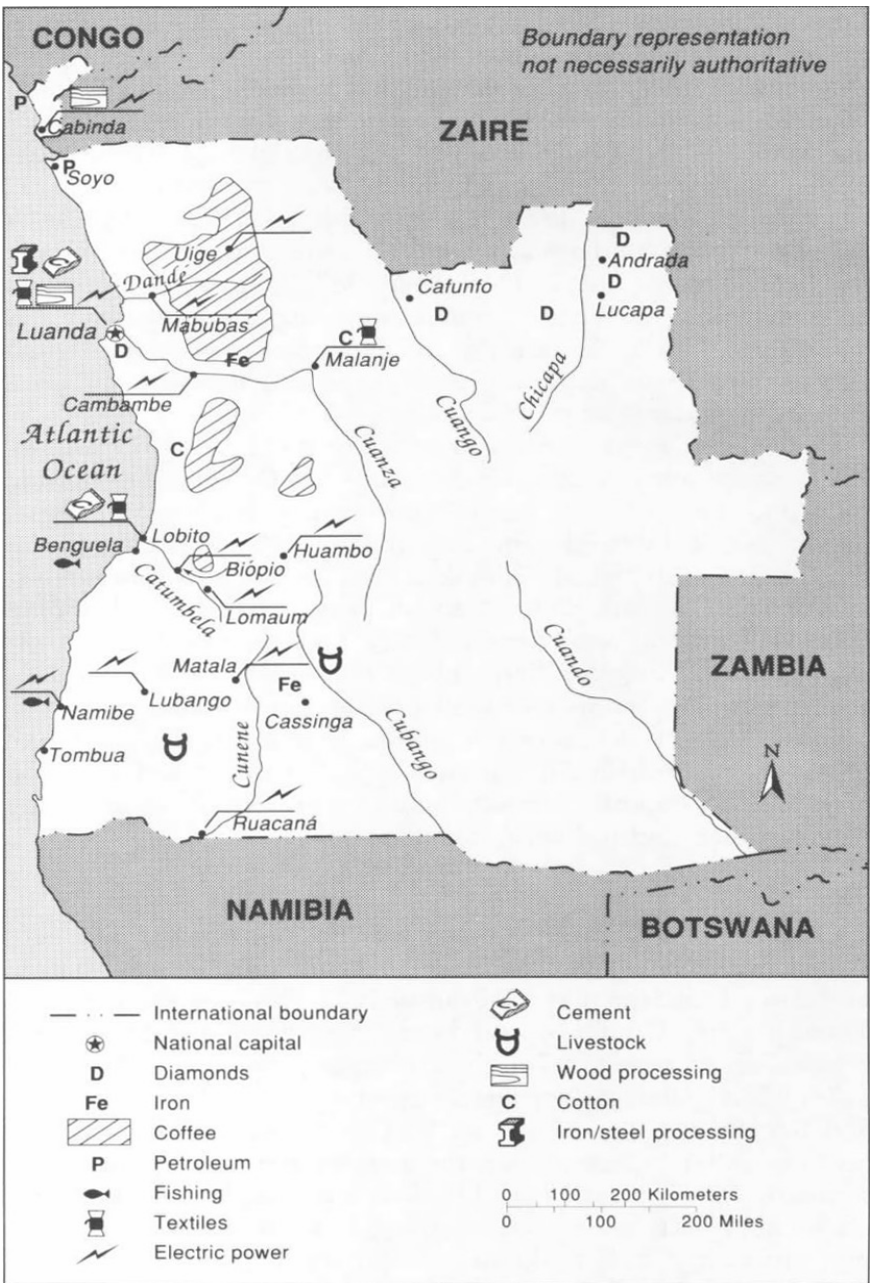 CONGO
Boundary representation
not necessarily authoritative
P
Cabinda
ZAIRE
P
Soyo
Uige
D
Andrada
Dande
Cafunfo
D
Lucapa
Mabubas
D
D
Luanda
C
D
Fe
Malanje
Chicapa
Cambambe
Cuango
Atlantic
Ocean
C
Cuanza
Lobito
Benguela
Huambo
Biópio
Catumbela
Lomaum
Cuando
Matala
ZAMBIA
Fe
Lubango
Cassinga
Namibe
Cunene
Cubango
Tombua
N
Ruacaná
NAMIBIA
BOTSWANA
International boundary
National capital
D Diamonds
Fe Iron
Coffee
P Petroleum
Fishing
Textiles
Electric power
Cement
Livestock
Wood processing
C Cotton
Iron/steel processing
0 100 200 Kilometers
0 100 200 Miles